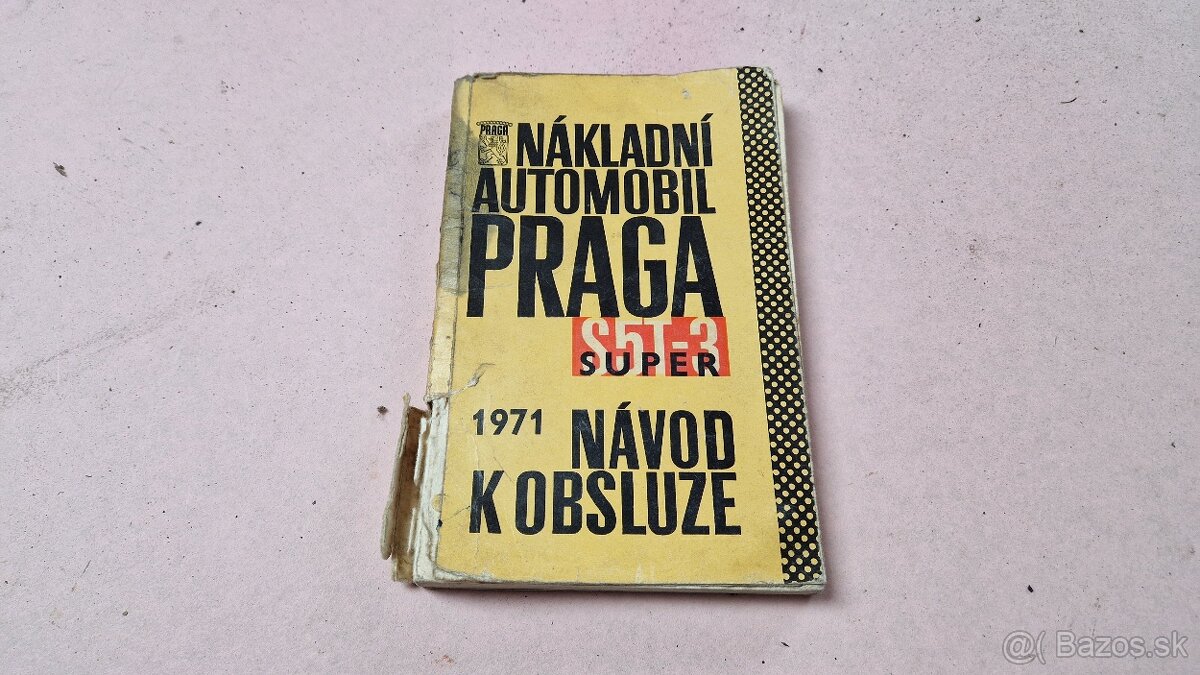 PRAGA
NÁKLADNÍ
AUTOMOBIL
PRAGA
S5T-3
SUPER
1971 NÁVOD
K OBSLUZE
@( Bazos.sk